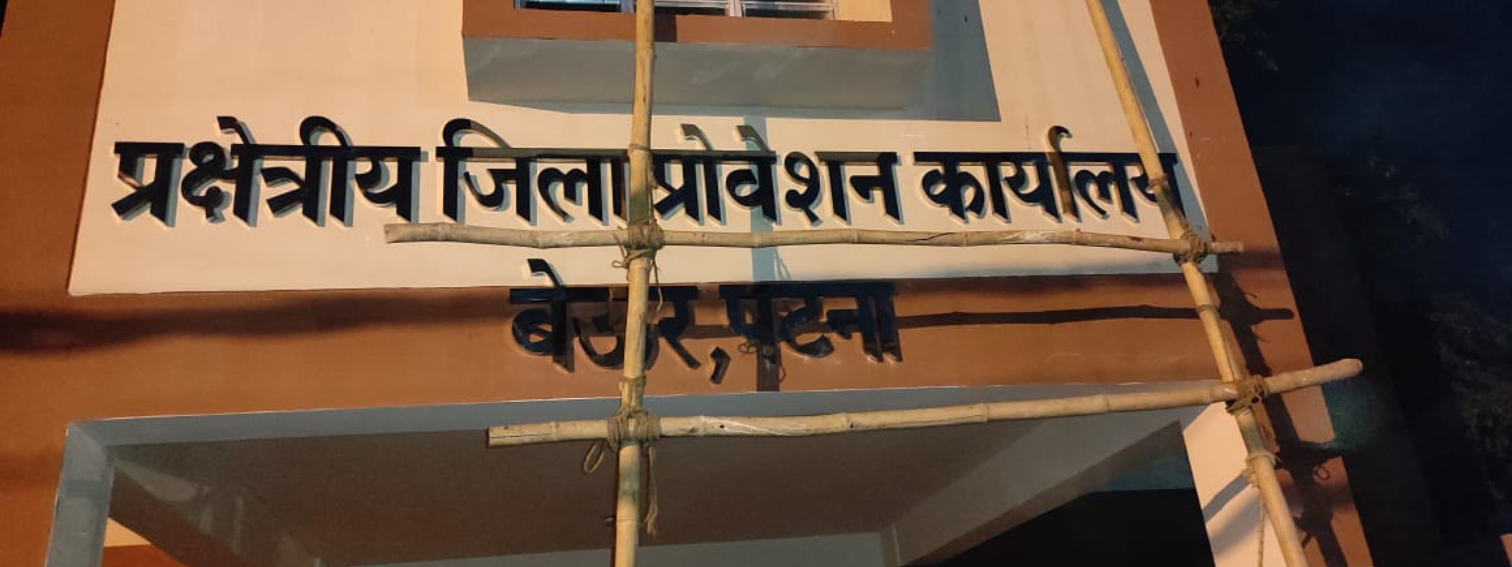 प्रक्षेत्रीय जिला प्रोवेशन कार्यालय
बेऊर,पटना